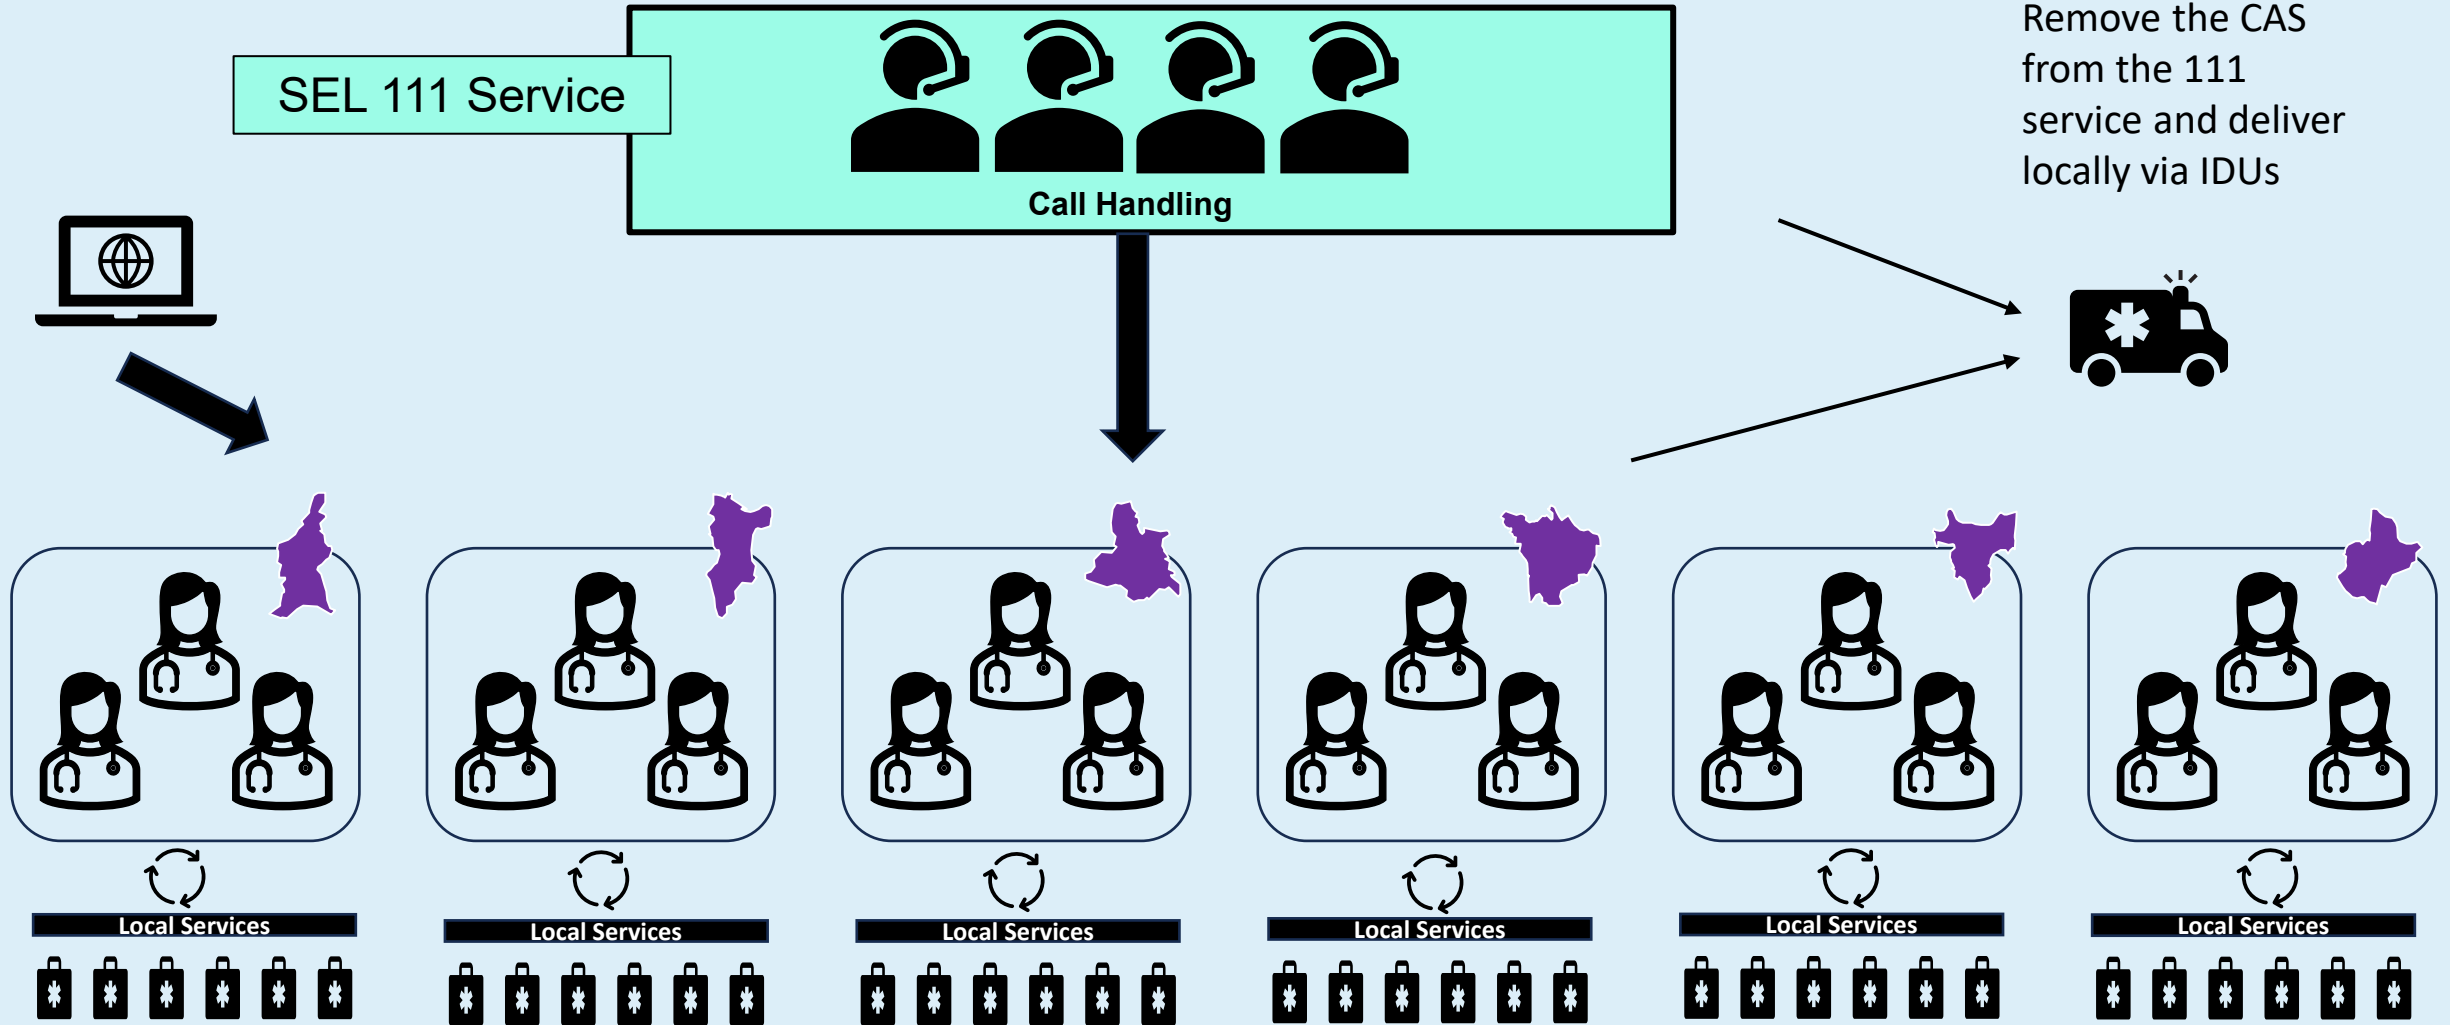 Remove the CAS
from the 111
service and deliver
locally via IDUs
SEL 111 Service
Call Handling
Local Services
Local Services
Local Services
Local Services
Local Services
Local Services